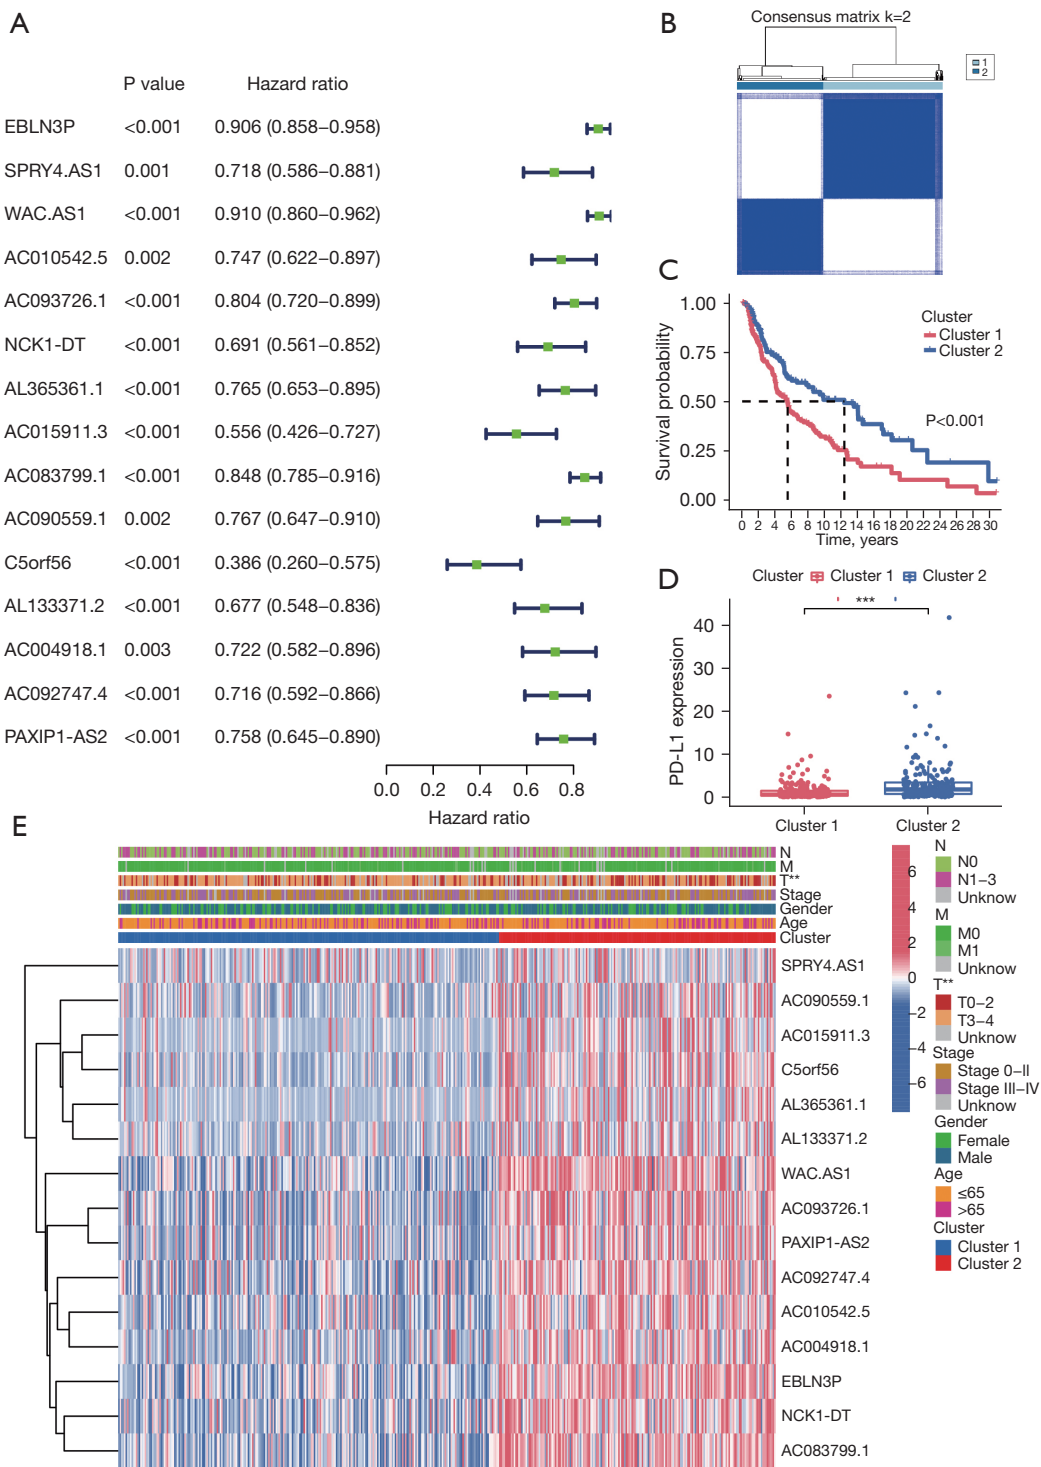 A
P value Hazard ratio
EBLN3P <0.001 0.906 (0.858–0.958)
SPRY4.AS1 0.001 0.718 (0.586–0.881)
WAC.AS1 <0.001 0.910 (0.860–0.962)
AC010542.5 0.002 0.747 (0.622–0.897)
AC093726.1 <0.001 0.804 (0.720–0.899)
NCK1-DT <0.001 0.691 (0.561–0.852)
AL365361.1 <0.001 0.765 (0.653–0.895)
AC015911.3 <0.001 0.556 (0.426–0.727)
AC083799.1 <0.001 0.848 (0.785–0.916)
AC090559.1 0.002 0.767 (0.647–0.910)
C5orf56 <0.001 0.386 (0.260–0.575)
AL133371.2 <0.001 0.677 (0.548–0.836)
AC004918.1 0.003 0.722 (0.582–0.896)
AC092747.4 <0.001 0.716 (0.592–0.866)
PAXIP1-AS2 <0.001 0.758 (0.645–0.890)
0.0 0.2 0.4 0.6 0.8
Hazard ratio
B
Consensus matrix k=2
1
2
C
Survival probability
1.00
0.75
0.50
0.25
0.00
Cluster
Cluster 1
Cluster 2
P<0.001
0 2 4 6 8 10 12 14 16 18 20 22 24 26 28 30
Time, years
D
Cluster Cluster 1 Cluster 2
***
PD-L1 expression
40
30
20
10
0
Cluster 1 Cluster 2
E
N
M
T**
Stage
Gender
Age
Cluster
SPRY4.AS1
AC090559.1
AC015911.3
C5orf56
AL365361.1
AL133371.2
WAC.AS1
AC093726.1
PAXIP1-AS2
AC092747.4
AC010542.5
AC004918.1
EBLN3P
NCK1-DT
AC083799.1
6
4
2
0
−2
−4
−6
N
N0
N1–3
Unknow
M
M0
M1
Unknow
T**
T0–2
T3–4
Unknow
Stage
Stage 0–II
Stage III–IV
Unknow
Gender
Female
Male
Age
≤65
>65
Cluster
Cluster 1
Cluster 2